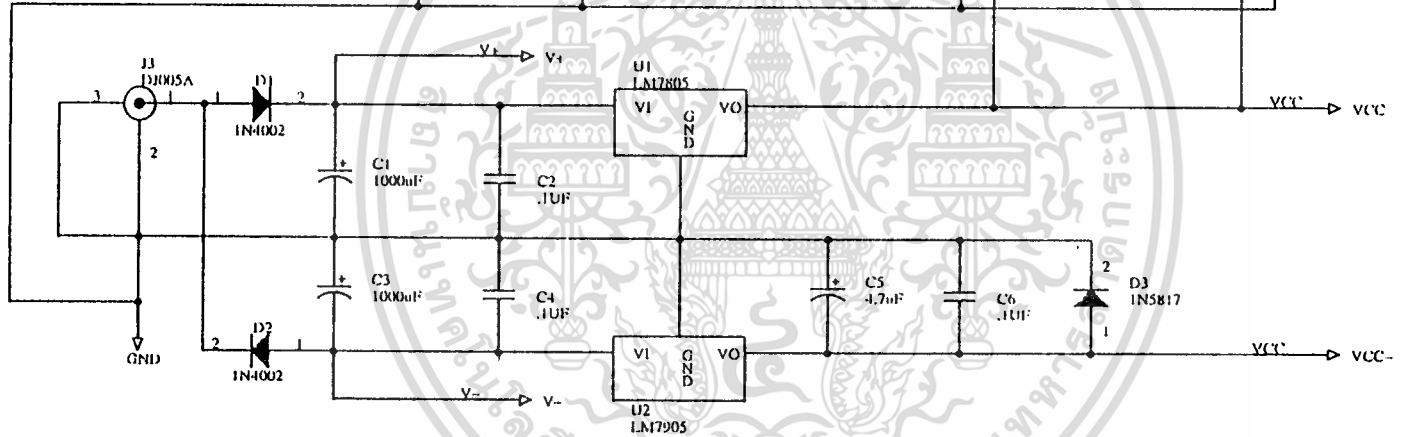 V+ V+
J3
DJ005A
D1
U1
LM7805
3 1 1 2
VI VO
GND
VCC VCC
1N4002
2
+ C1
1000uF
C2
.1UF
+ C3
1000uF
C4
.1UF
+ C5
4.7uF
C6
.1UF
2
D3
1N5817
1
GND
2 D2 1
1N4002
VI VO
GND
VCC- VCC-
V- V-
U2
LM7905